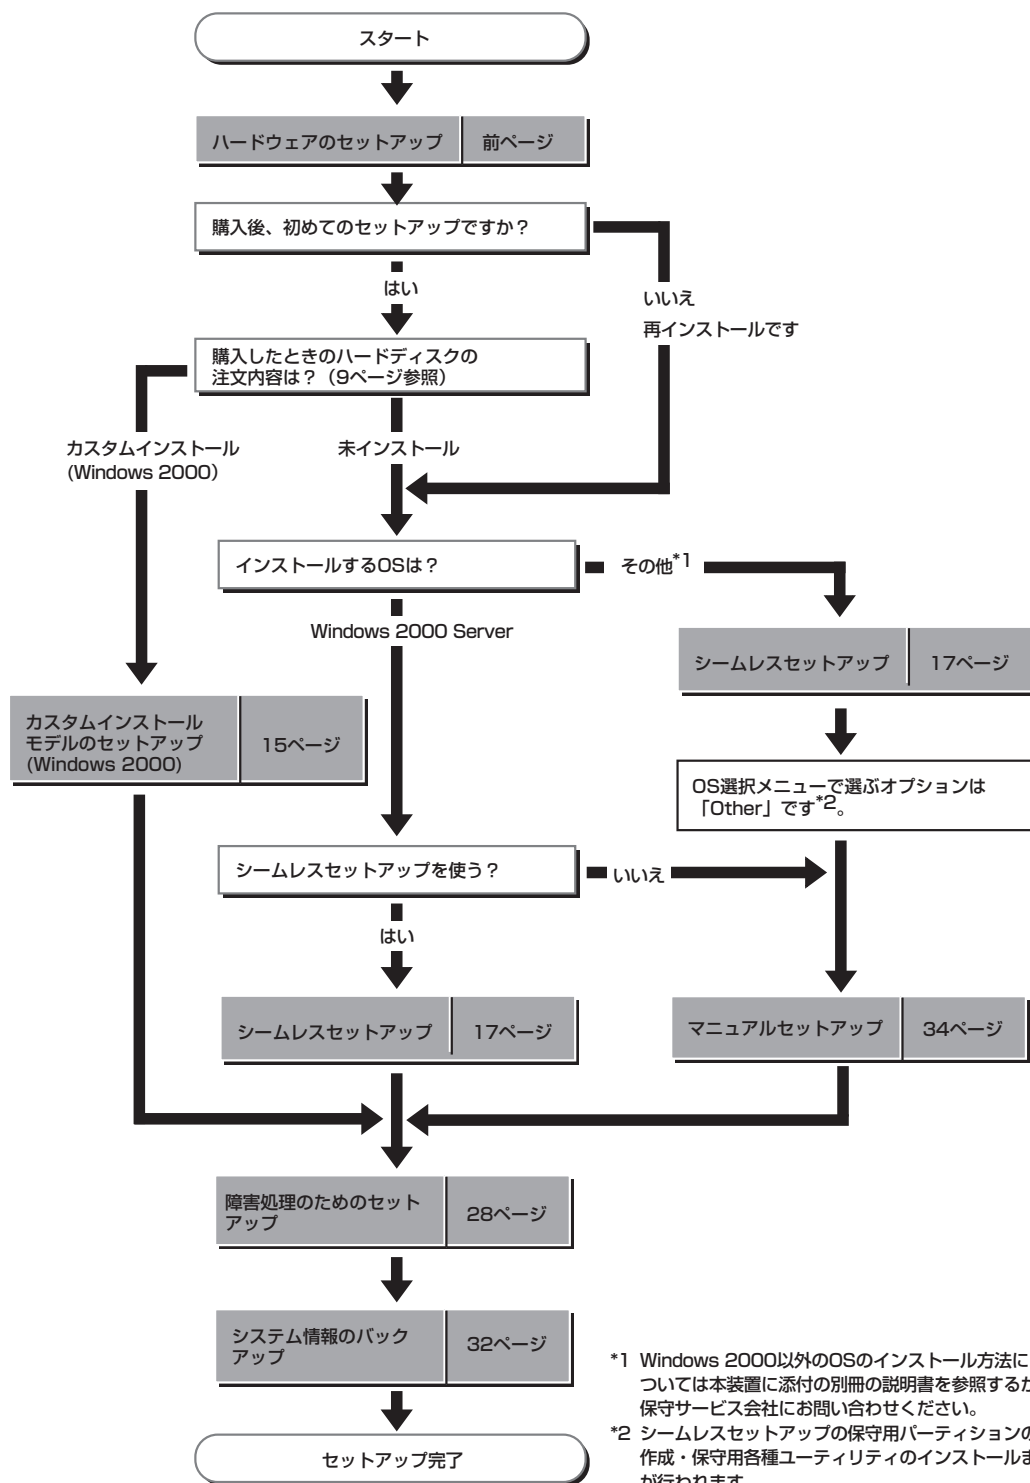 スタート
ハードウェアのセットアップ 前ページ
購入後、初めてのセットアップですか？
はい
いいえ
再インストールです
購入したときのハードディスクの
注文内容は？（9ページ参照）
カスタムインストール
(Windows 2000)
未インストール
インストールするOSは？
その他*1
Windows 2000 Server
シームレスセットアップ 17ページ
カスタムインストール
モデルのセットアップ
(Windows 2000)
15ページ
OS選択メニューで選ぶオプションは
「Other」です*2。
シームレスセットアップを使う？
いいえ
はい
シームレスセットアップ 17ページ
マニュアルセットアップ 34ページ
障害処理のためのセット
アップ
28ページ
システム情報のバック
アップ
32ページ
セットアップ完了
*1 Windows 2000以外のOSのインストール方法に
ついては本装置に添付の別冊の説明書を参照するか
保守サービス会社にお問い合わせください。
*2 シームレスセットアップの保守用パーティションの
作成・保守用各種ユーティリティのインストールお
が行われます